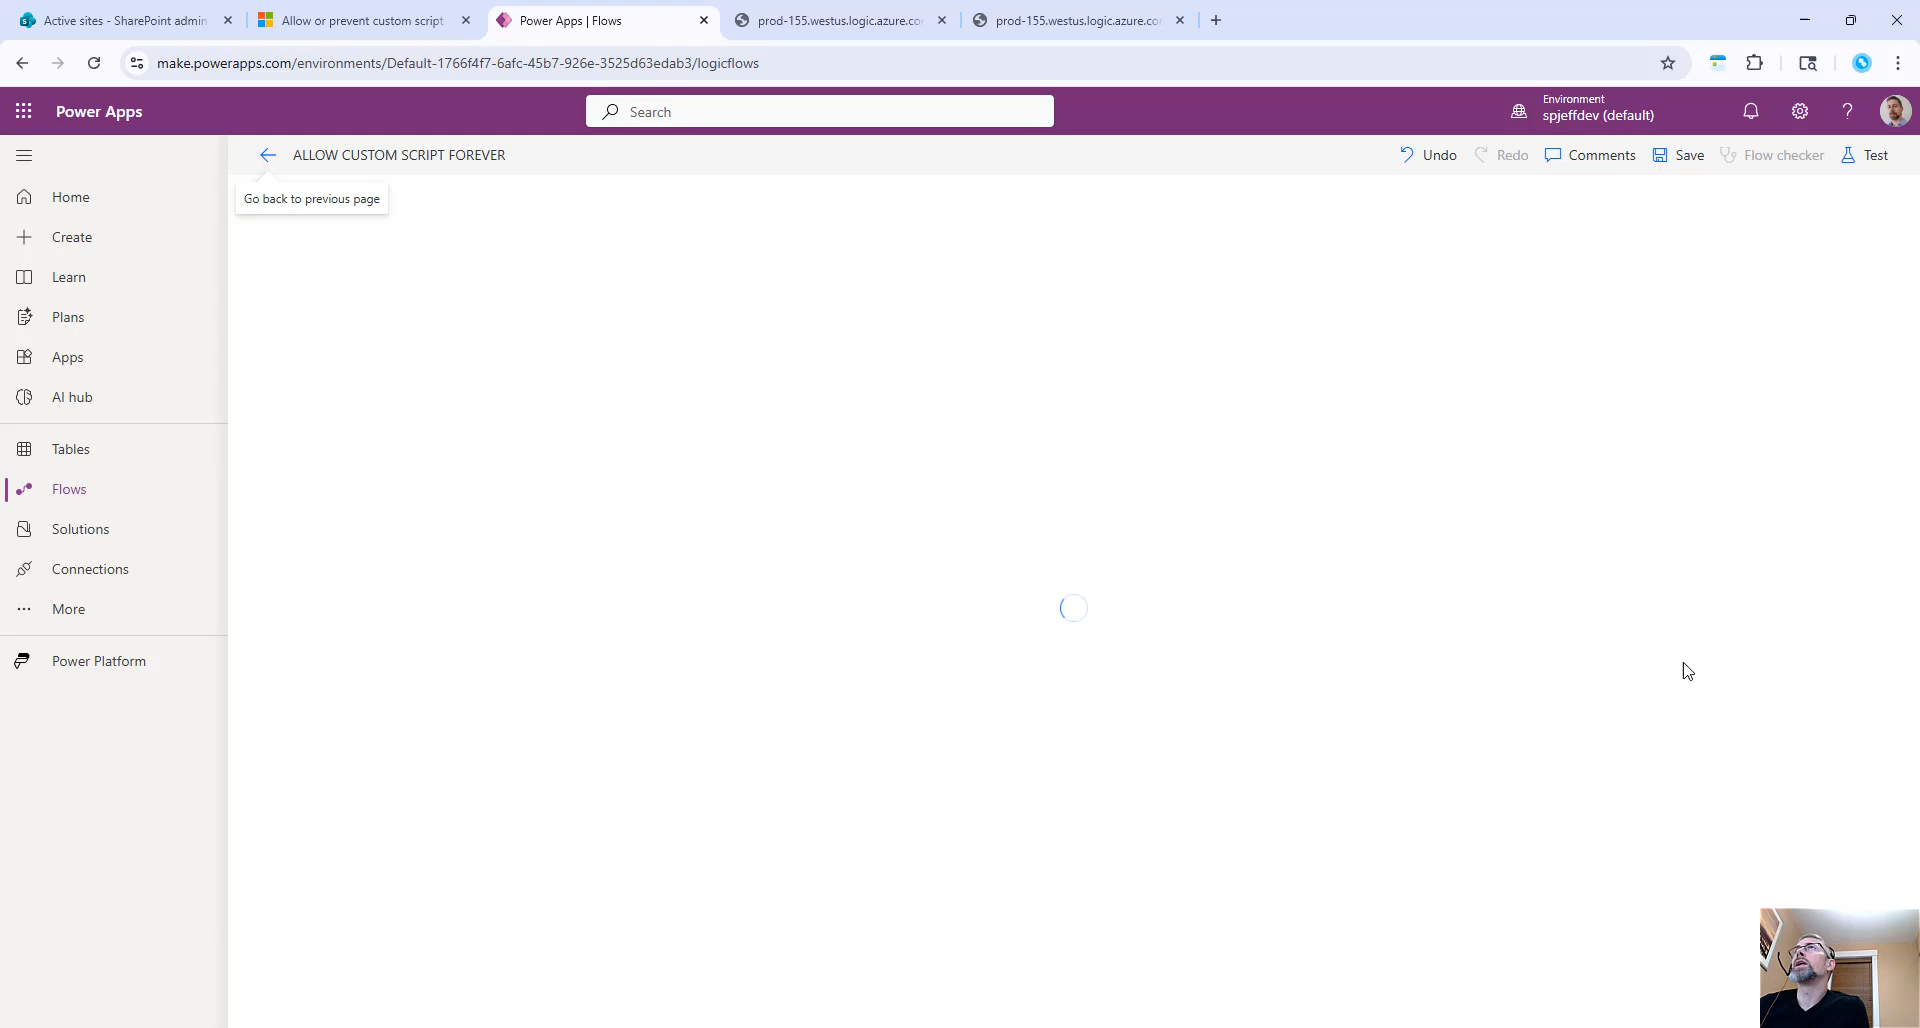 Active sites - SharePoint admin
Allow or prevent custom script
Power Apps | Flows
prod-155.westus.logic.azure.co
prod-155.westus.logic.azure.co
make.powerapps.com/environments/Default-1766f4f7-6afc-45b7-926e-3525d63edab3/logicflows
Power Apps
Search
Environment
spjeffdev (default)
ALLOW CUSTOM SCRIPT FOREVER
Undo
Redo
Comments
Save
Flow checker
Test
Go back to previous page
Home
Create
Learn
Plans
Apps
AI hub
Tables
Flows
Solutions
Connections
More
Power Platform